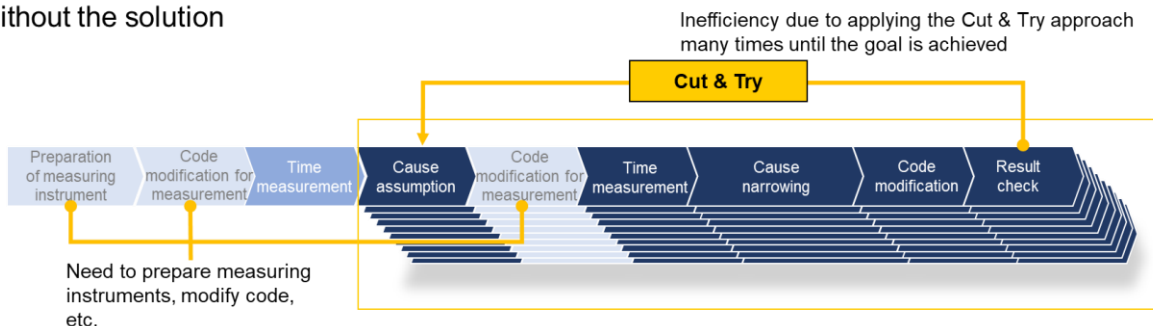 ithout the solution
Inefficiency due to applying the Cut & Try approach
many times until the goal is achieved
Cut & Try
Preparation
of measuring
instrument
Code
modification for
measurement
Time
measurement
Cause
assumption
Code
modification for
measurement
Time
measurement
Cause
narrowing
Code
modification
Result
check
Need to prepare measuring
instruments, modify code,
etc.